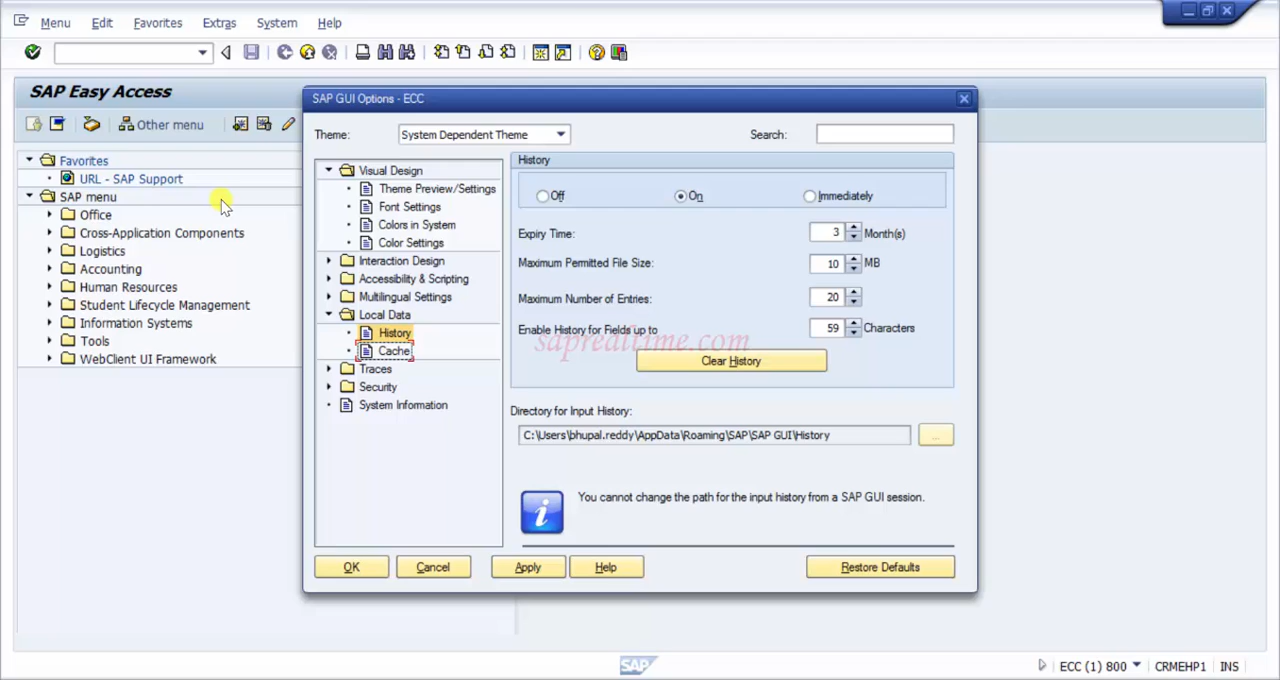 Menu Edit Favorites Extras System Help
SAP Easy Access
SAP GUI Options - ECC
Other menu
Theme: System Dependent Theme Search:
Favorites
URL - SAP Support
SAP menu
Office
Cross-Application Components
Logistics
Accounting
Human Resources
Student Lifecycle Management
Information Systems
Tools
WebClient UI Framework
Visual Design
Theme Preview/Settings
Font Settings
Colors in System
Color Settings
Interaction Design
Accessibility & Scripting
Multilingual Settings
Local Data
History
Cache
Traces
Security
System Information
History
Off On Immediately
Expiry Time: 3 Month(s)
Maximum Permitted File Size: 10 MB
Maximum Number of Entries: 20
Enable History for Fields up to 59 Characters
saprealtime.com
Clear History
Directory for Input History:
C:\Users\bhupal.reddy\AppData\Roaming\SAP\SAP GUI\History
...
i
You cannot change the path for the input history from a SAP GUI session.
OK Cancel Apply Help Restore Defaults
SAP
ECC (1) 800 CRMEHP1 INS